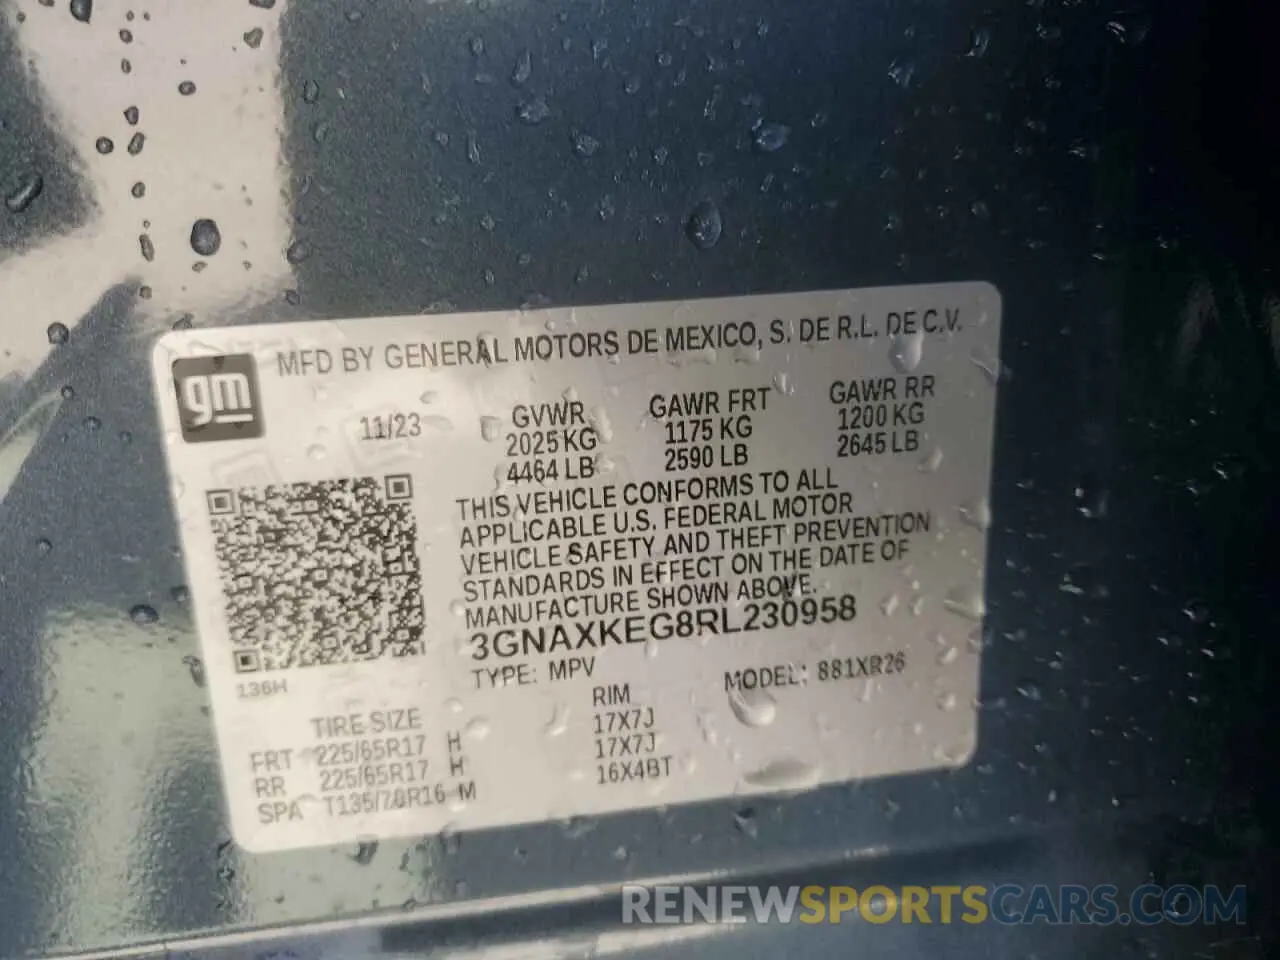 gm
MFD BY GENERAL MOTORS DE MEXICO, S. DE R.L. DE C.V.
11/23 GVWR GAWR FRT GAWR RR
2025 KG 1175 KG 1200 KG
4464 LB 2590 LB 2645 LB
THIS VEHICLE CONFORMS TO ALL
APPLICABLE U.S. FEDERAL MOTOR
VEHICLE SAFETY AND THEFT PREVENTION
STANDARDS IN EFFECT ON THE DATE OF
MANUFACTURE SHOWN ABOVE.
3GNAXKEG8RL230958
136H
TYPE: MPV MODEL: 881XR26
TIRE SIZE RIM
FRT 225/65R17 H 17X7J
RR 225/65R17 H 17X7J
SPA T135/70R16 M 16X4BT
RENEWSPORTSCARS.COM